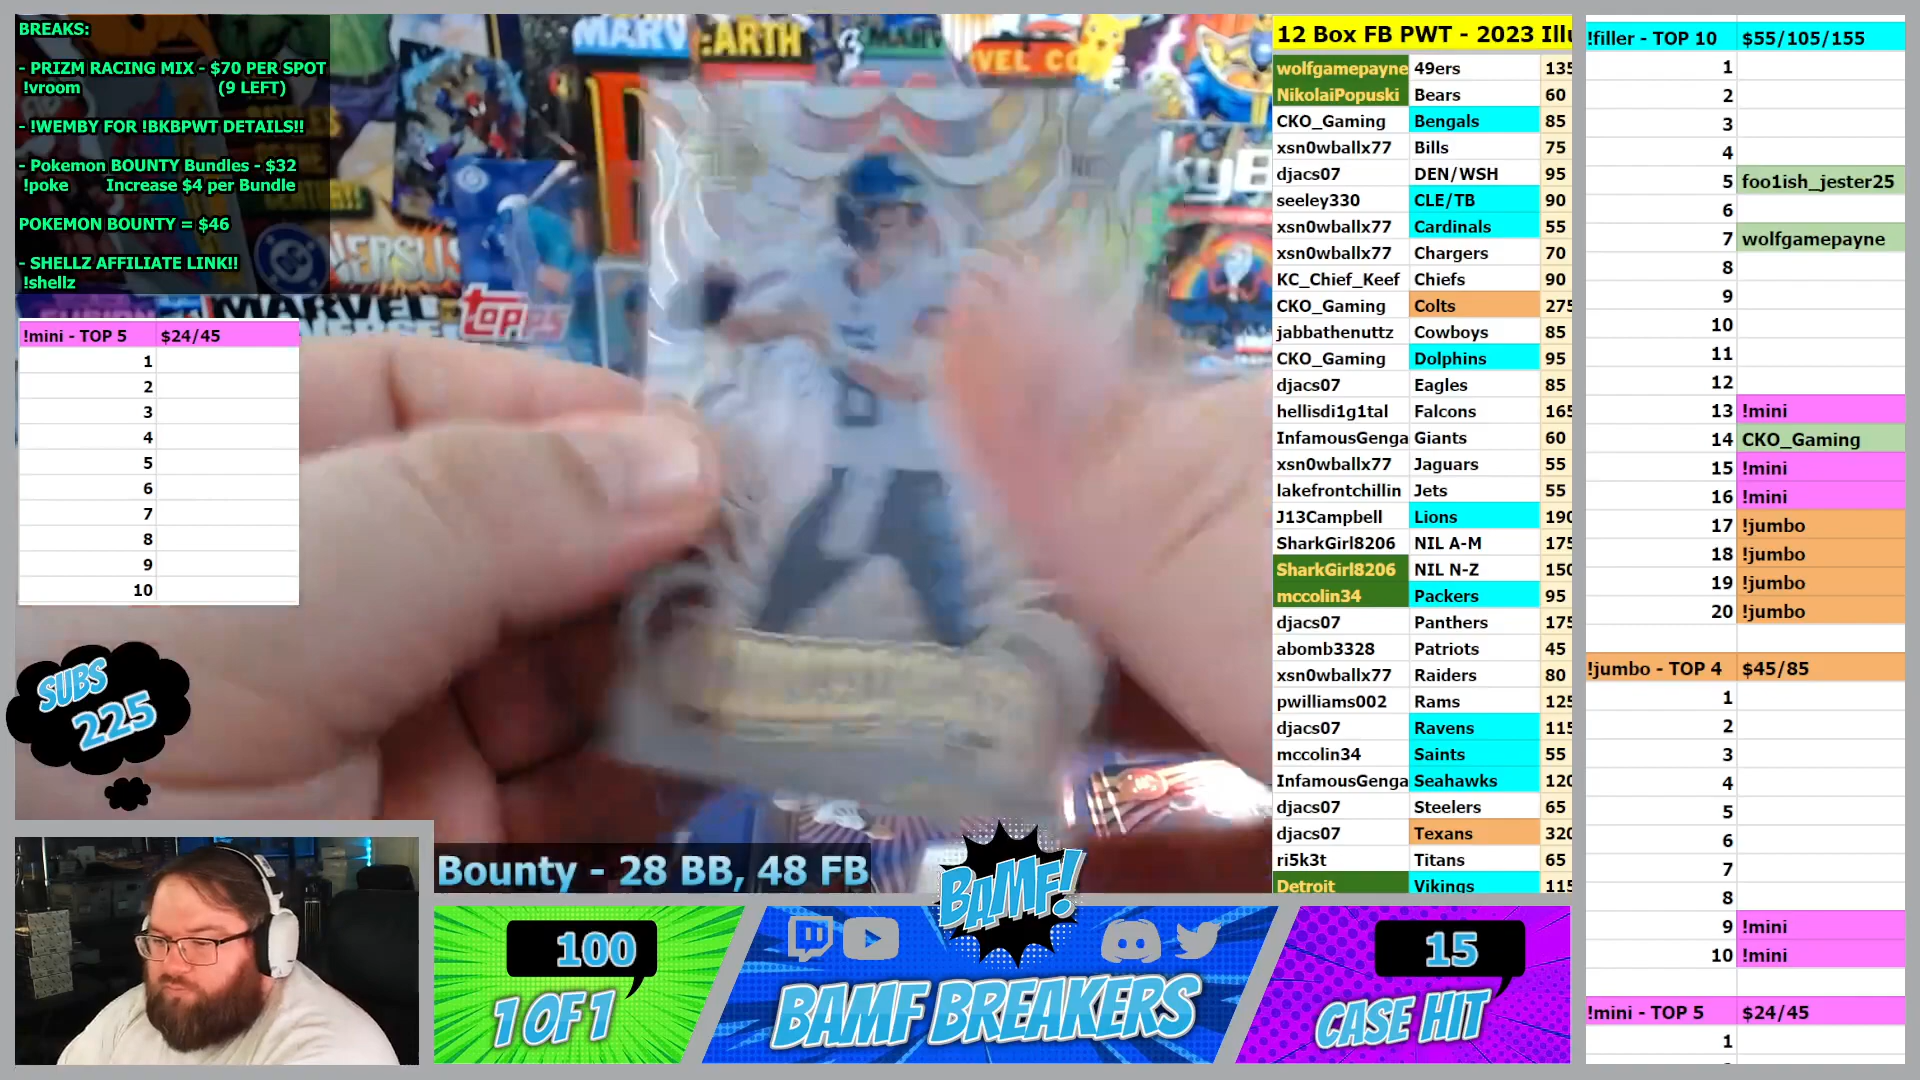 BREAKS:
- PRIZM RACING MIX - $70 PER SPOT
!vroom (9 LEFT)
- !WEMBY FOR !BKBPWT DETAILS!!
- Pokemon BOUNTY Bundles - $32
!poke Increase $4 per Bundle
POKEMON BOUNTY = $46
- SHELLZ AFFILIATE LINK!!
!shellz
!mini - TOP 5 $24/45
1
2
3
4
5
6
7
8
9
10
SUBS
225
MARV
EARTH
VEL CO
VERSUS
MARVEL
topps
12 Box FB PWT - 2023 Illu
wolfgamepayne 49ers 135
NikolaiPopuski Bears 60
CKO_Gaming Bengals 85
xsn0wballx77 Bills 75
djacs07 DEN/WSH 95
seeley330 CLE/TB 90
xsn0wballx77 Cardinals 55
xsn0wballx77 Chargers 70
KC_Chief_Keef Chiefs 90
CKO_Gaming Colts 275
jabbathenuttz Cowboys 85
CKO_Gaming Dolphins 95
djacs07 Eagles 85
hellisdi1g1tal Falcons 165
InfamousGenga Giants 60
xsn0wballx77 Jaguars 55
lakefrontchillin Jets 55
J13Campbell Lions 190
SharkGirl8206 NIL A-M 175
SharkGirl8206 NIL N-Z 150
mccolin34 Packers 95
djacs07 Panthers 175
abomb3328 Patriots 45
xsn0wballx77 Raiders 80
pwilliams002 Rams 125
djacs07 Ravens 115
mccolin34 Saints 55
InfamousGenga Seahawks 120
djacs07 Steelers 65
djacs07 Texans 320
ri5k3t Titans 65
Detroit Vikings 115
!filler - TOP 10 $55/105/155
1
2
3
4
5 foo1ish_jester25
6
7 wolfgamepayne
8
9
10
11
12
13 !mini
14 CKO_Gaming
15 !mini
16 !mini
17 !jumbo
18 !jumbo
19 !jumbo
20 !jumbo
!jumbo - TOP 4 $45/85
1
2
3
4
5
6
7
8
9 !mini
10 !mini
!mini - TOP 5 $24/45
1
Bounty - 28 BB, 48 FB
BAMF!
100
1 OF 1
BAMF BREAKERS
15
CASE HIT